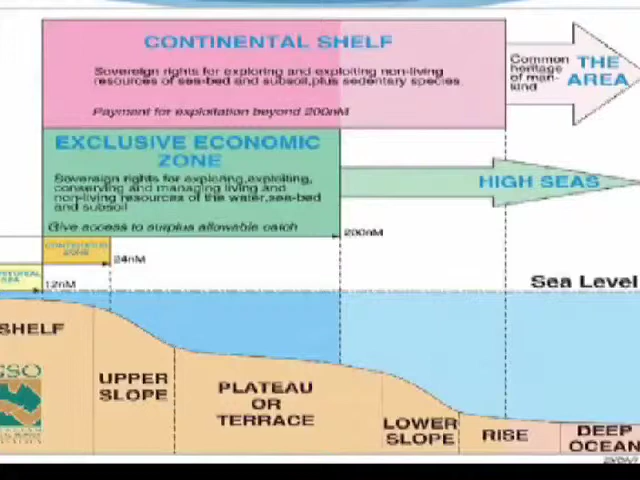 CONTINENTAL SHELF
Sovereign rights for exploring and exploiting non-living
resources of sea-bed and subsoil,plus sedentary species
Payment for exploitation beyond 200nM
Common
heritage
of man-
kind
THE
AREA
EXCLUSIVE ECONOMIC
ZONE
Sovereign rights for exploring,exploiting,
conserving and managing living and
non-living resources of the water,sea-bed
and subsoil
Give access to surplus allowable catch
HIGH SEAS
200nM
ZONE
24nM
SEA
12nM
Sea Level
SHELF
UPPER
SLOPE
PLATEAU
OR
TERRACE
LOWER
SLOPE
RISE
DEEP
OCEAN